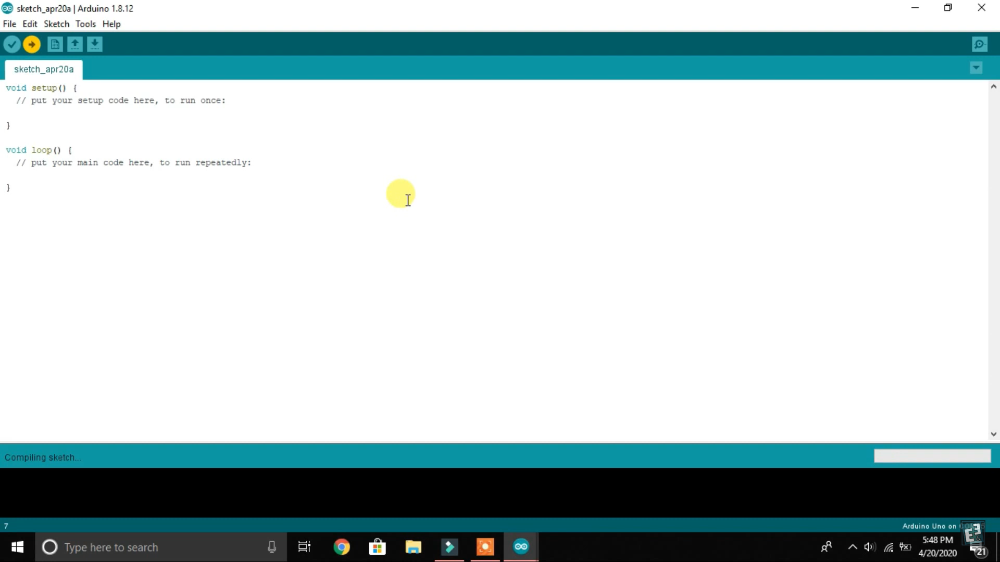 sketch_apr20a | Arduino 1.8.12
File Edit Sketch Tools Help
sketch_apr20a
void setup() {
// put your setup code here, to run once:
}
void loop() {
// put your main code here, to run repeatedly:
}
Compiling sketch...
7
Arduino Uno on
Type here to search
5:48 PM
4/20/2020
21